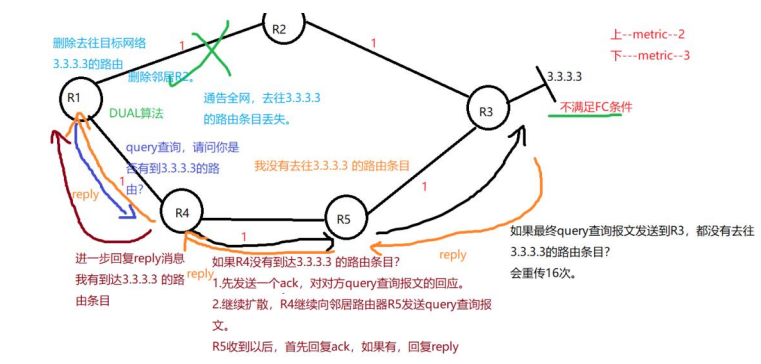 R2
上--metric--2
下---metric--3
删除去往目标网络
3.3.3.3的路由
1
1
删除邻居R2。
3.3.3.3
R1
通告全网，去往3.3.3.3
的路由条目丢失。
R3
不满足FC条件
DUAL算法
query查询，请问你是
否有到3.3.3.3的路
由？
1
我没有去往3.3.3.3 的路由条目
1
reply
R4
R5
1
如果最终query查询报文发送到R3，都没有去往
3.3.3.3的路由条目？
会重传16次。
reply
进一步回复reply消息
我有到达3.3.3.3 的路
由条目
reply
如果R4没有到达3.3.3.3 的路由条目？
1.先发送一个ack，对对方query查询报文的回应。
2.继续扩散，R4继续向邻居路由器R5发送query查询报
文。
R5收到以后，首先回复ack，如果有，回复reply